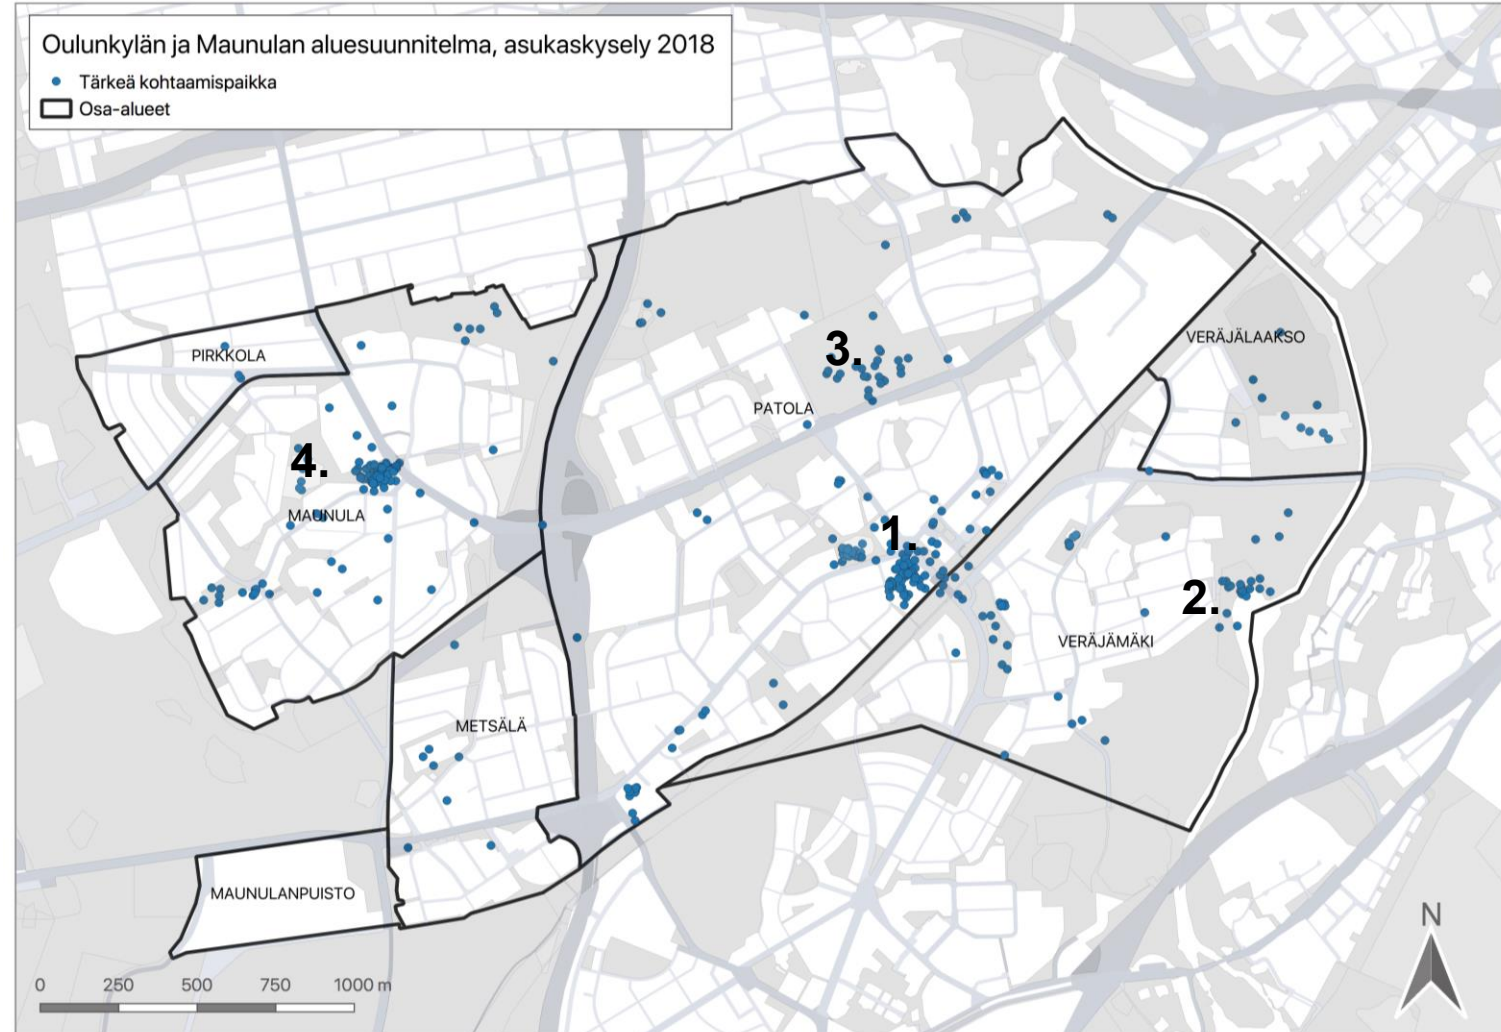 Oulunkylän ja Maunulan aluesuunnitelma, asukaskysely 2018
Tärkeä kohtaamispaikka
Osa-alueet
PIRKKOLA
VERÄJÄLAAKSO
3.
PATOLA
4.
MAUNULA
1.
2.
VERÄJÄMÄKI
METSÄLÄ
MAUNULANPUISTO
N
0 250 500 750 1000 m